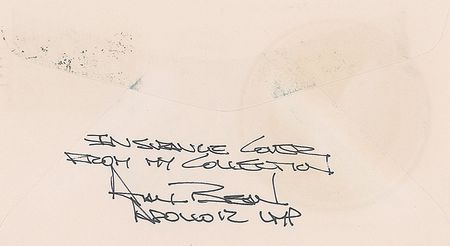 INSURANCE COVER
FROM MY COLLECTION
ALAN BEAN
APOLLO 12 LMP